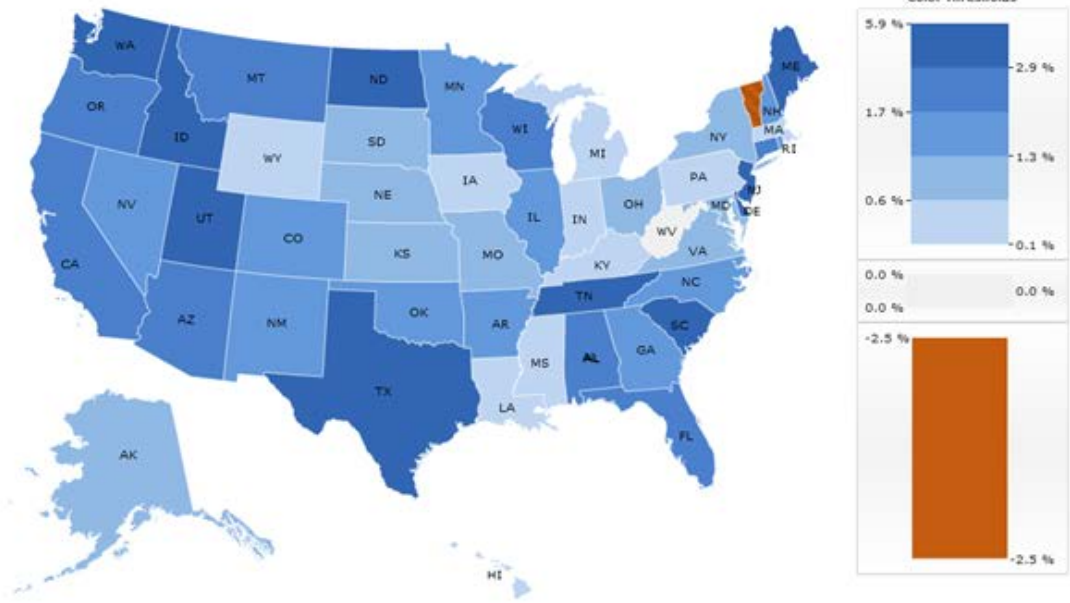 WA
ME
MT
ND
MN
OR
NH
WI
ID
SD
NY
MA
RI
MI
WY
PA
IA
NJ
NE
NV
OH
MD
DE
UT
IL
IN
WV
CO
VA
KS
MO
CA
KY
NC
TN
OK
AZ
NM
AR
SC
GA
AL
MS
TX
LA
FL
AK
HI
5.9 %
2.9 %
1.7 %
1.3 %
0.6 %
0.1 %
0.0 %
0.0 %
0.0 %
-2.5 %
-2.5 %